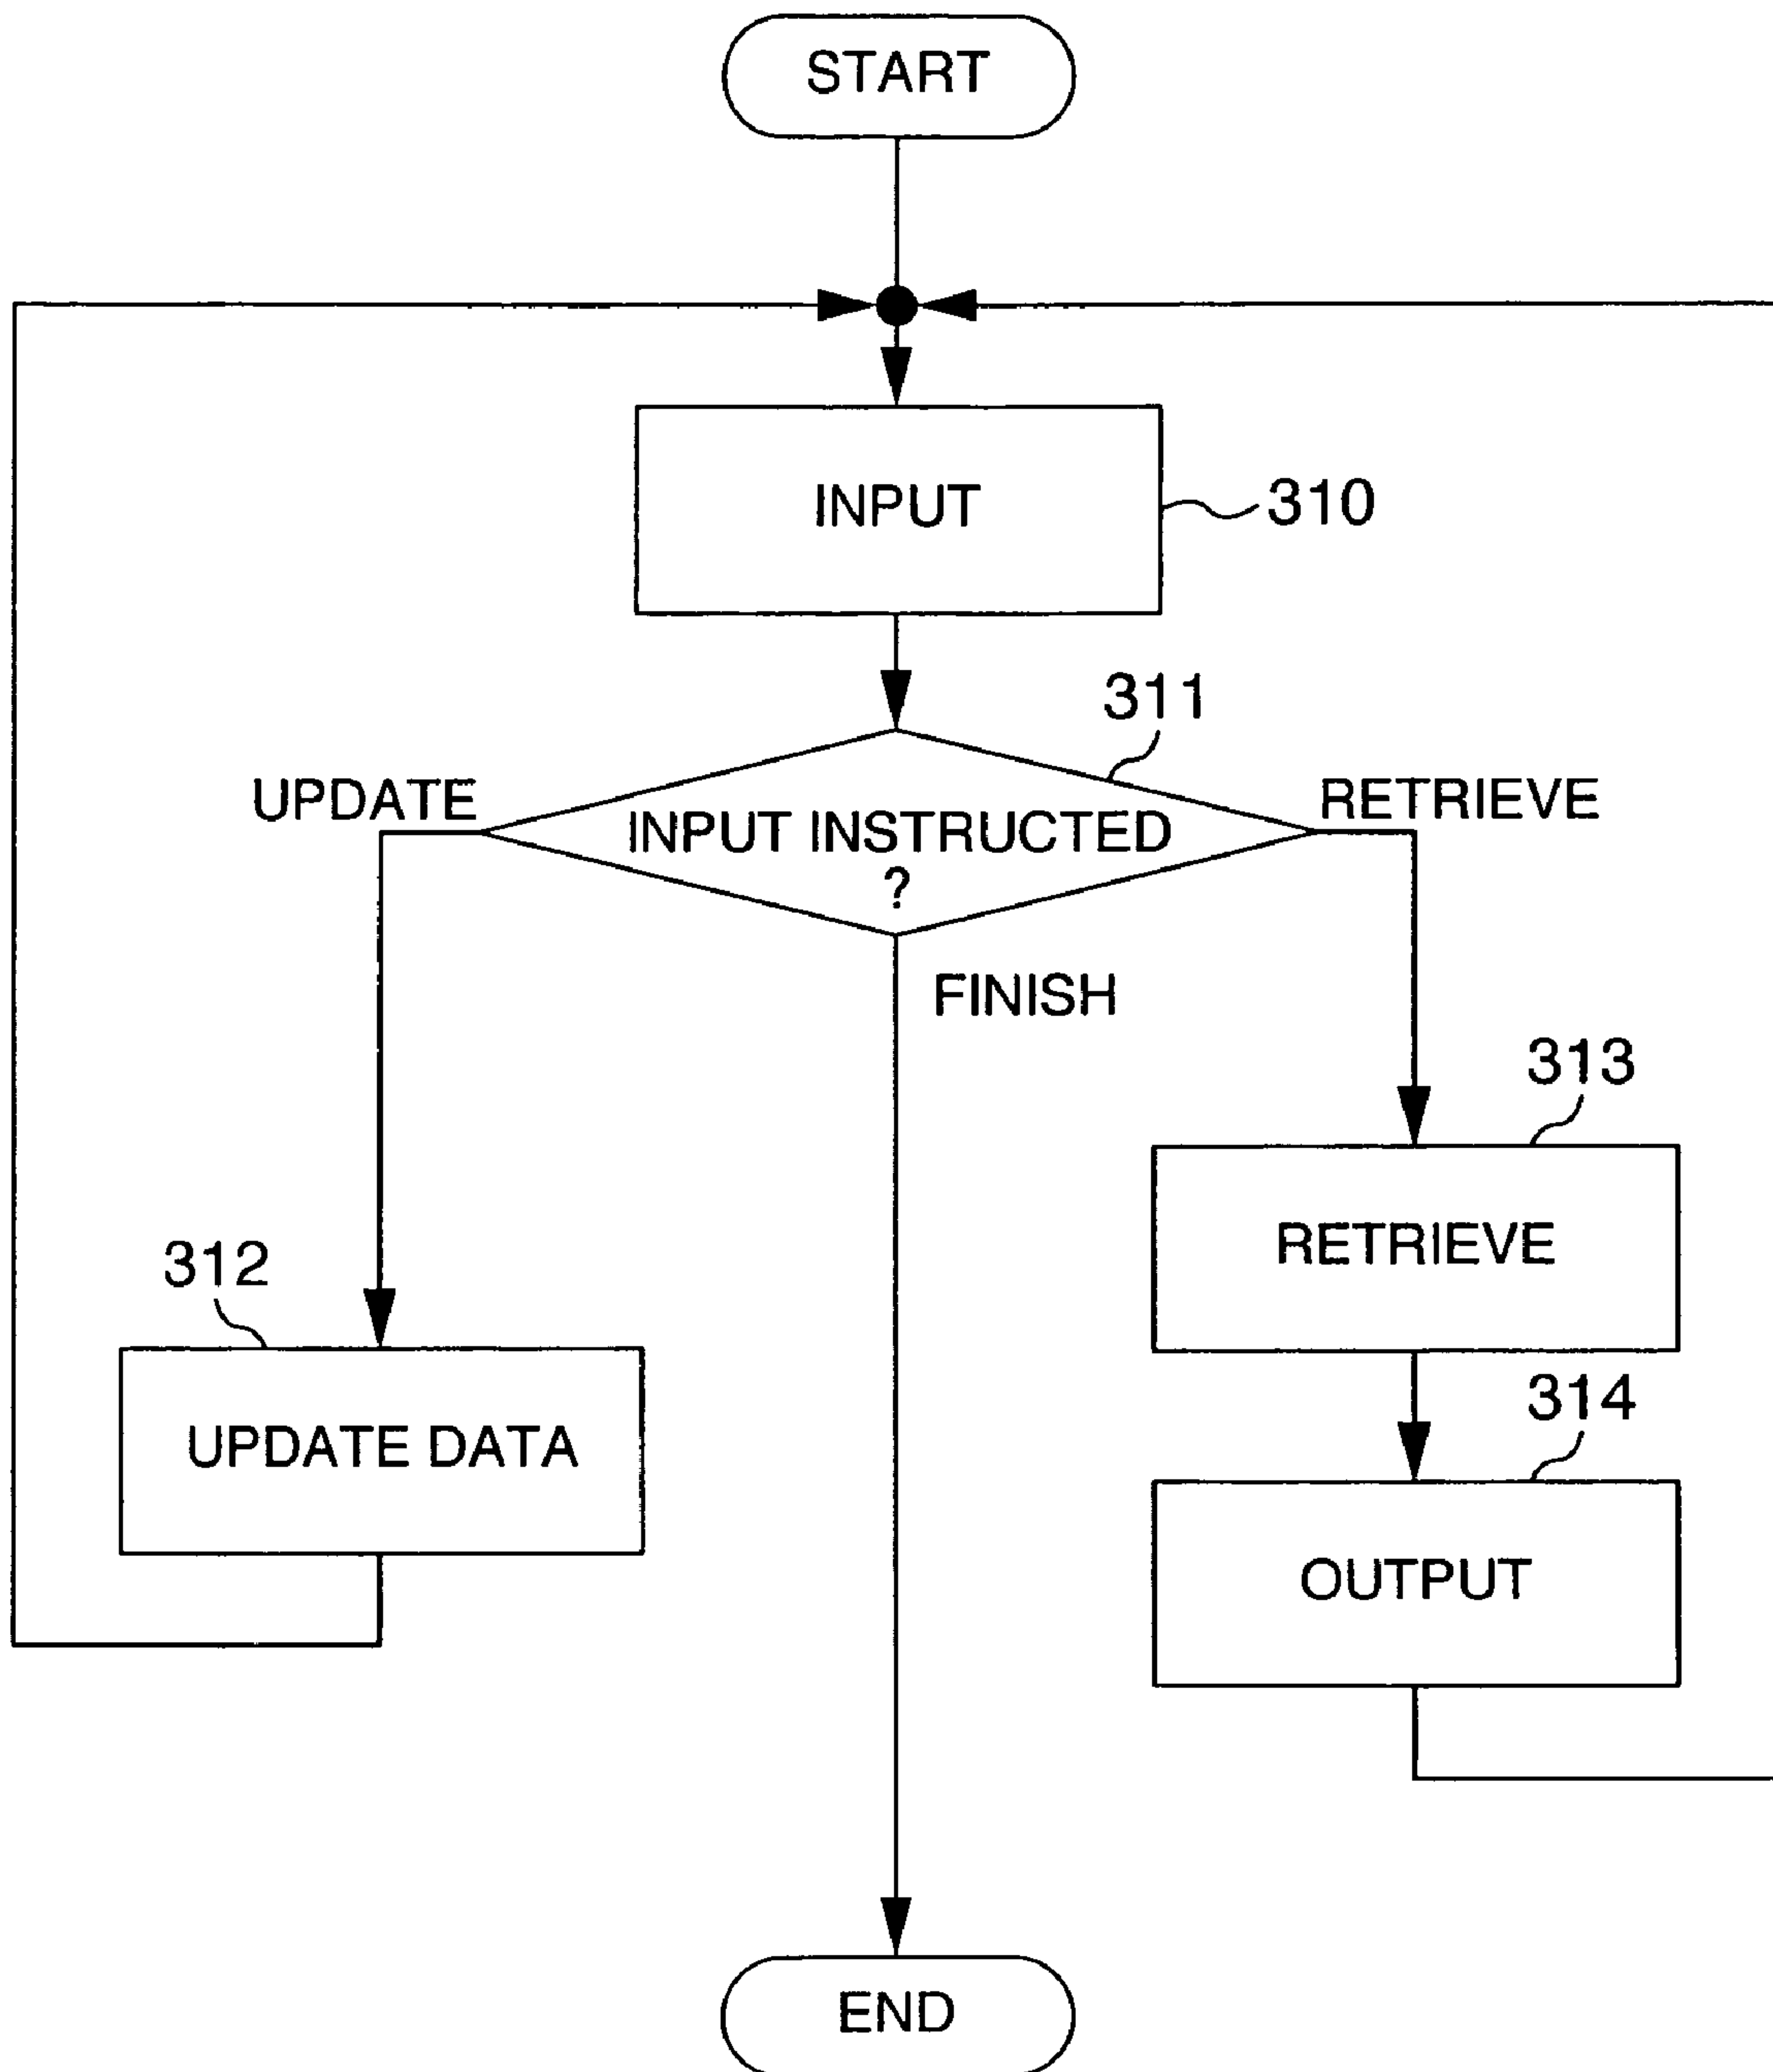 START
INPUT
310
311
UPDATE
RETRIEVE
INPUT INSTRUCTED
?
FINISH
313
RETRIEVE
312
UPDATE DATA
314
OUTPUT
END